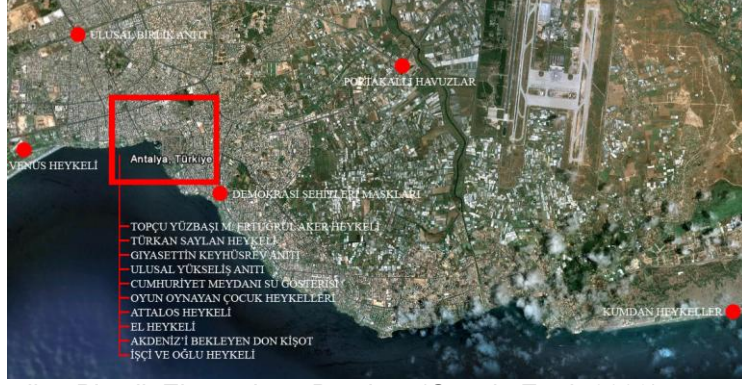 ULUSAL BİRLİK ANITI
PORTAKALLI HAVUZLAR
VENÜS HEYKELİ
Antalya, Türkiye
DEMOKRASİ ŞEHİTLERİ MASKLARI
TOPÇU YÜZBAŞI M. ERTUĞRUL AKER HEYKELİ
TÜRKAN SAYLAN HEYKELİ
GIYASETTİN KEYHÜSREV ANITI
ULUSAL YÜKSELİŞ ANITI
CUMHURİYET MEYDANI SU GÖSTERİSİ
OYUN OYNAYAN ÇOCUK HEYKELLERİ
ATTALOS HEYKELİ
EL HEYKELİ
AKDENİZ'İ BEKLEYEN DON KİŞOT
İŞÇİ VE OĞLU HEYKELİ
KUMDAN HEYKELLER